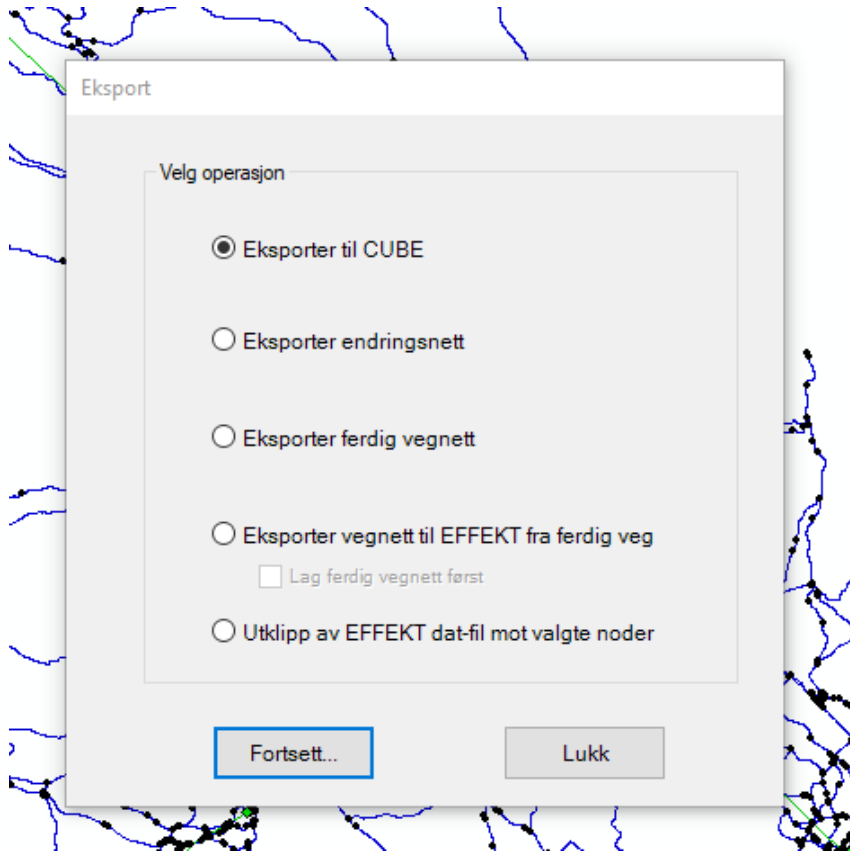 Eksport
Velg operasjon
Eksporter til CUBE
Eksporter endringsnett
Eksporter ferdig vegnett
Eksporter vegnett til EFFEKT fra ferdig veg
Lag ferdig vegnett først
Utklipp av EFFEKT dat-fil mot valgte noder
Fortsett...
Lukk